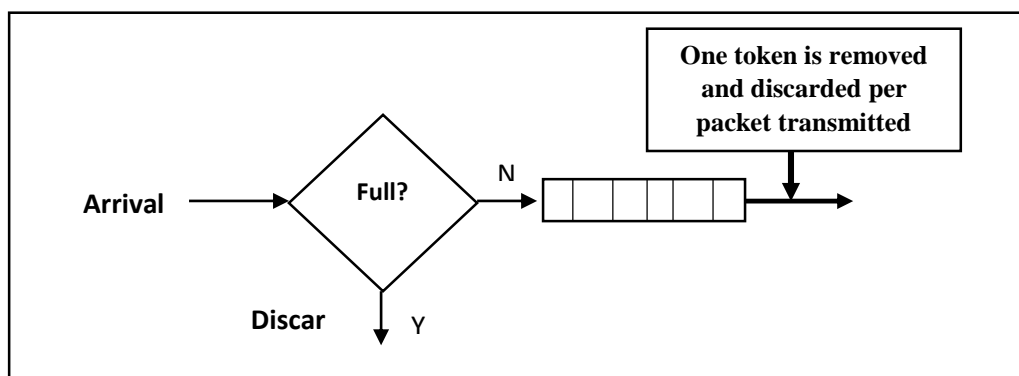 One token is removed
and discarded per
packet transmitted
Arrival
Full?
N
Discar
Y